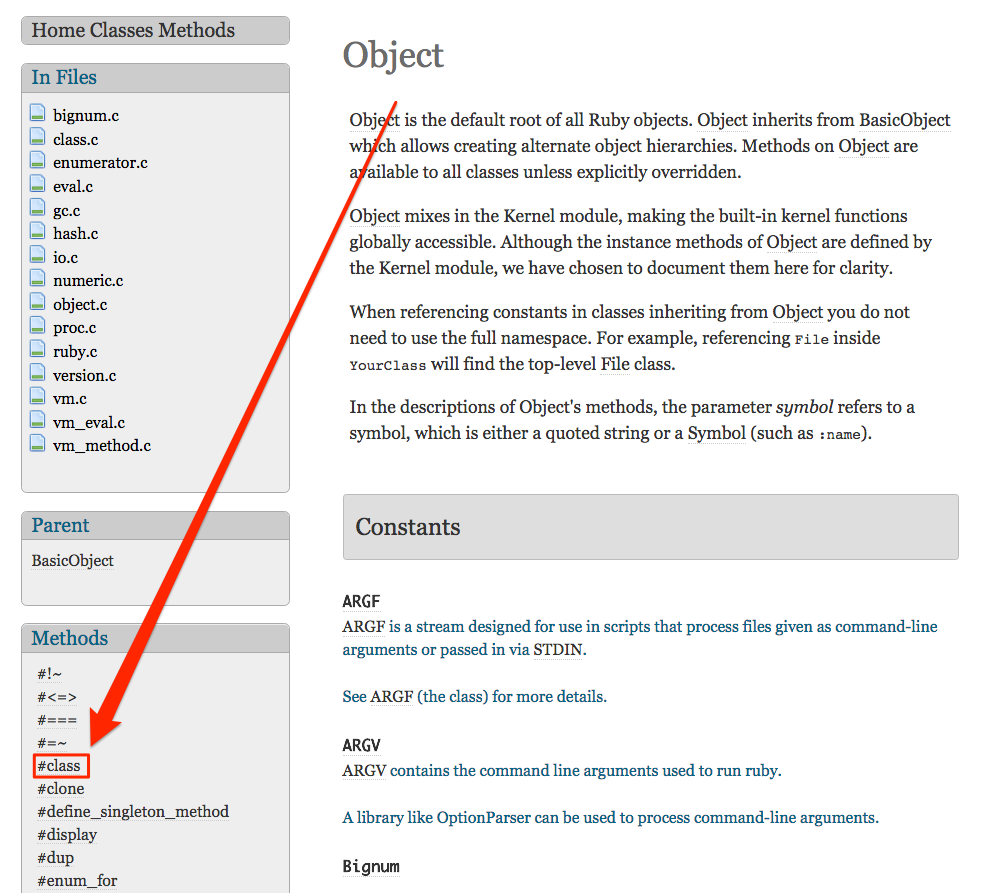 Home Classes Methods
In Files
bignum.c
class.c
enumerator.c
eval.c
gc.c
hash.c
io.c
numeric.c
object.c
proc.c
ruby.c
version.c
vm.c
vm_eval.c
vm_method.c
Parent
BasicObject
Methods
#!~
#<=>
#===
#=~
#class
#clone
#define_singleton_method
#display
#dup
#enum_for
Object
Object is the default root of all Ruby objects. Object inherits from BasicObject
which allows creating alternate object hierarchies. Methods on Object are
available to all classes unless explicitly overridden.
Object mixes in the Kernel module, making the built-in kernel functions
globally accessible. Although the instance methods of Object are defined by
the Kernel module, we have chosen to document them here for clarity.
When referencing constants in classes inheriting from Object you do not
need to use the full namespace. For example, referencing File inside
YourClass will find the top-level File class.
In the descriptions of Object's methods, the parameter symbol refers to a
symbol, which is either a quoted string or a Symbol (such as :name).
Constants
ARGF
ARGF is a stream designed for use in scripts that process files given as command-line
arguments or passed in via STDIN.
See ARGF (the class) for more details.
ARGV
ARGV contains the command line arguments used to run ruby.
A library like OptionParser can be used to process command-line arguments.
Bignum